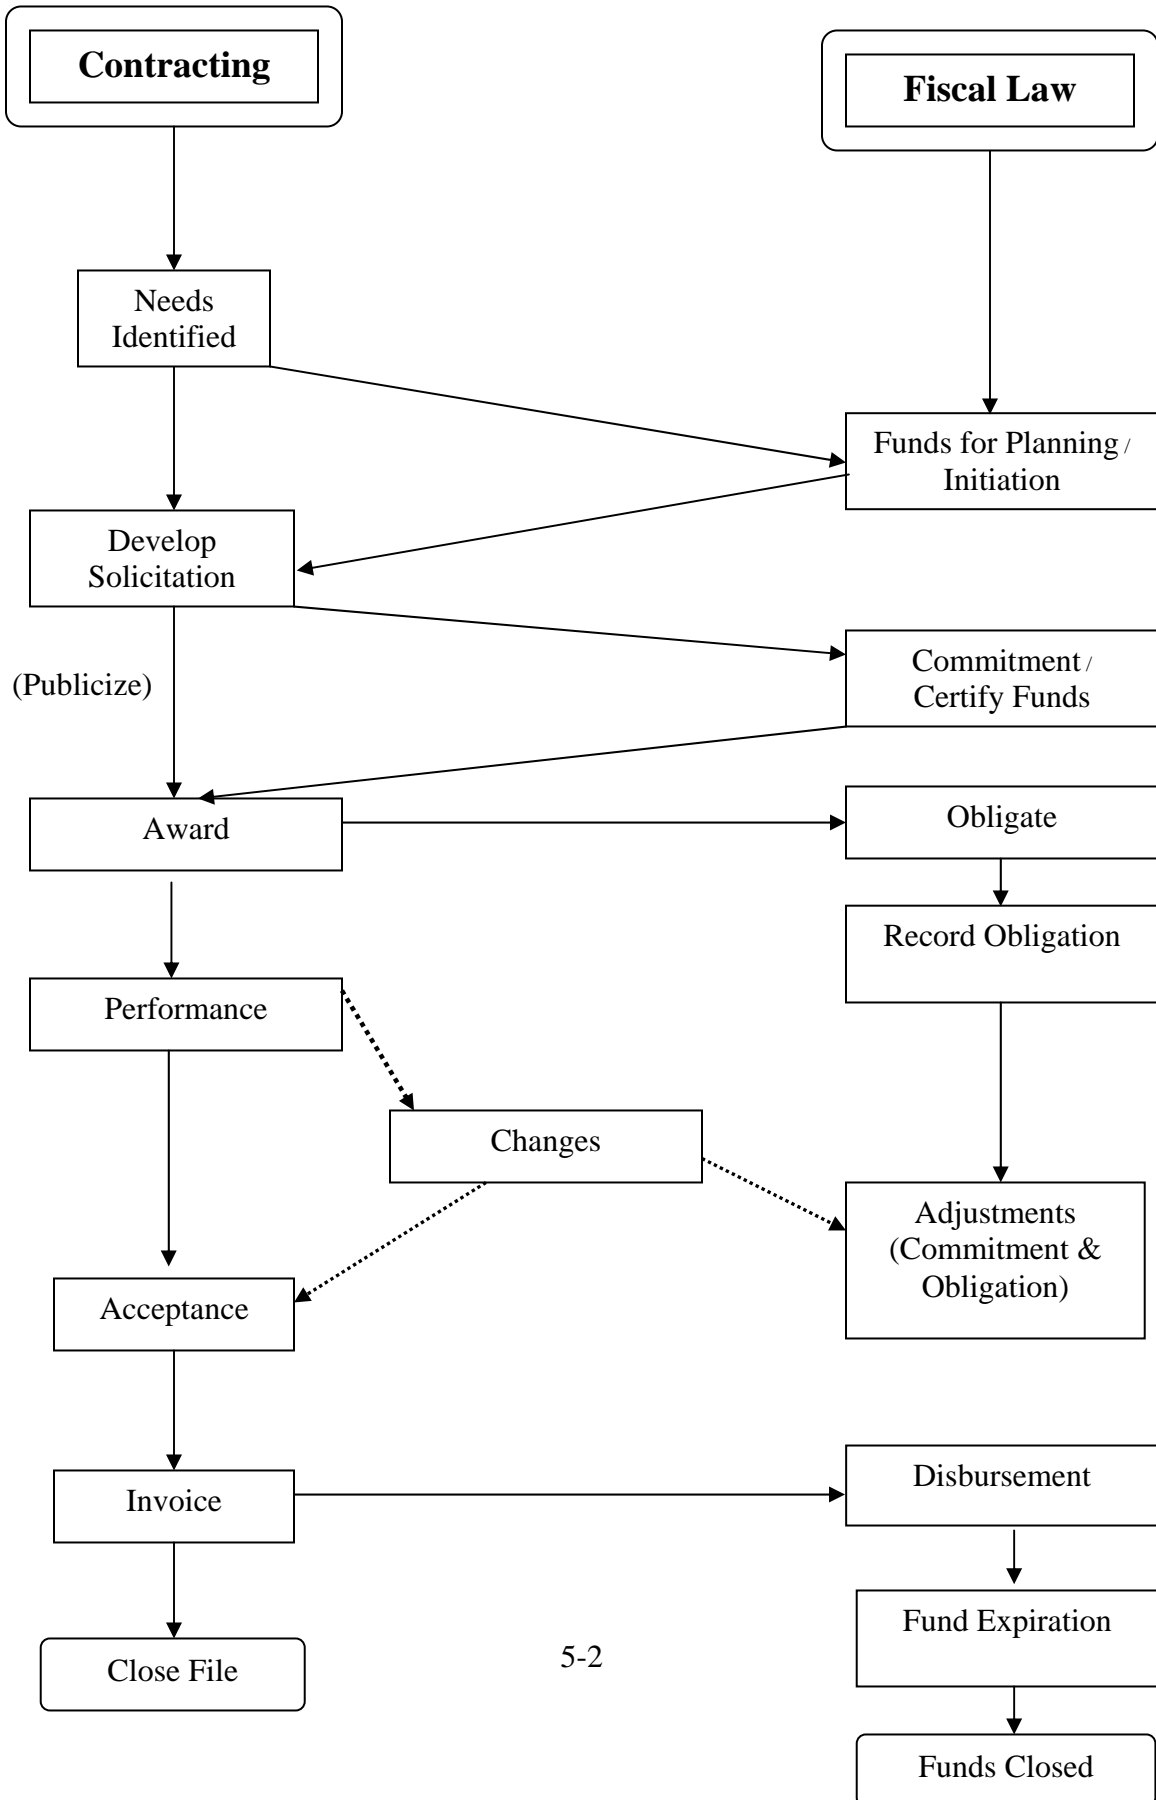 Contracting
Fiscal Law
Needs
Identified
Funds for Planning /
Initiation
Develop
Solicitation
Commitment /
Certify Funds
(Publicize)
Award
Obligate
Record Obligation
Performance
Changes
Adjustments
(Commitment &
Obligation)
Acceptance
Invoice
Disbursement
Fund Expiration
Close File
5-2
Funds Closed